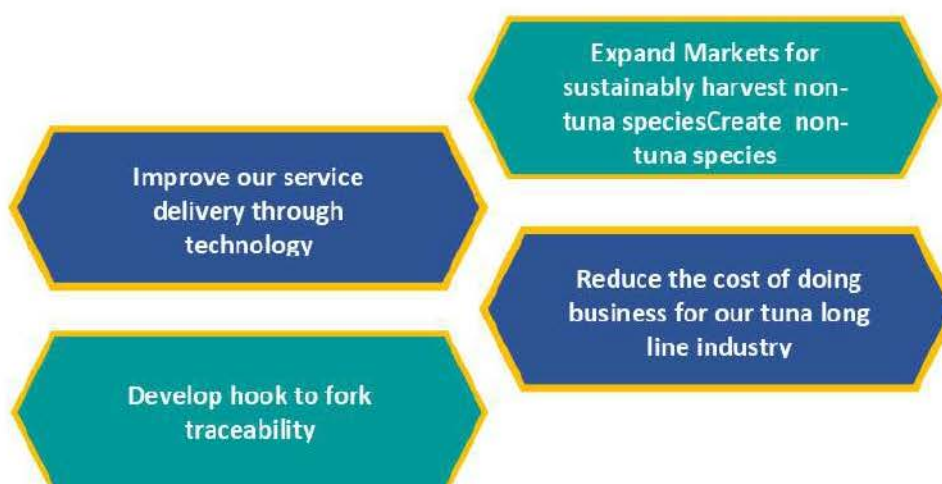 Expand Markets for
sustainably harvest non-
tuna speciesCreate  non-
tuna species
Improve our service
delivery through
technology
Reduce the cost of doing
business for our tuna long
line industry
Develop hook to fork
traceability